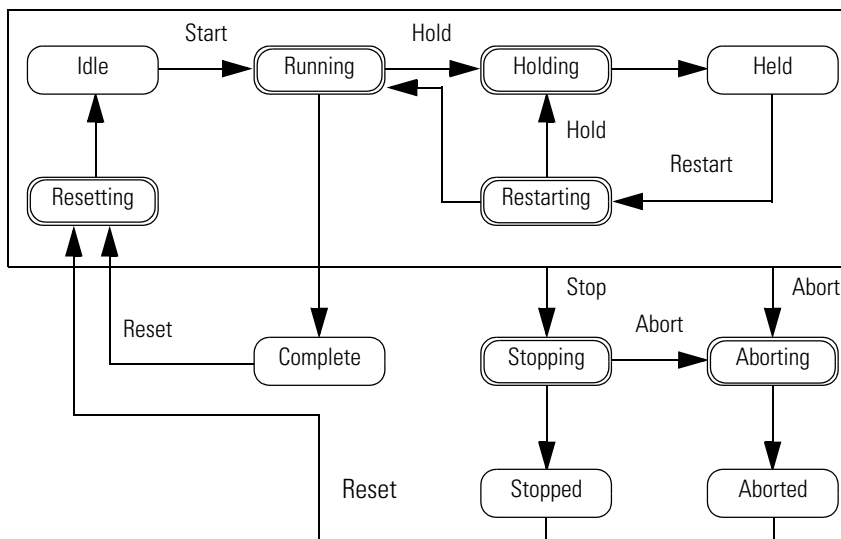 Start
Hold
Idle
Running
Holding
Held
Hold
Restart
Resetting
Restarting
Stop
Abort
Reset
Abort
Complete
Stopping
Aborting
Reset
Stopped
Aborted